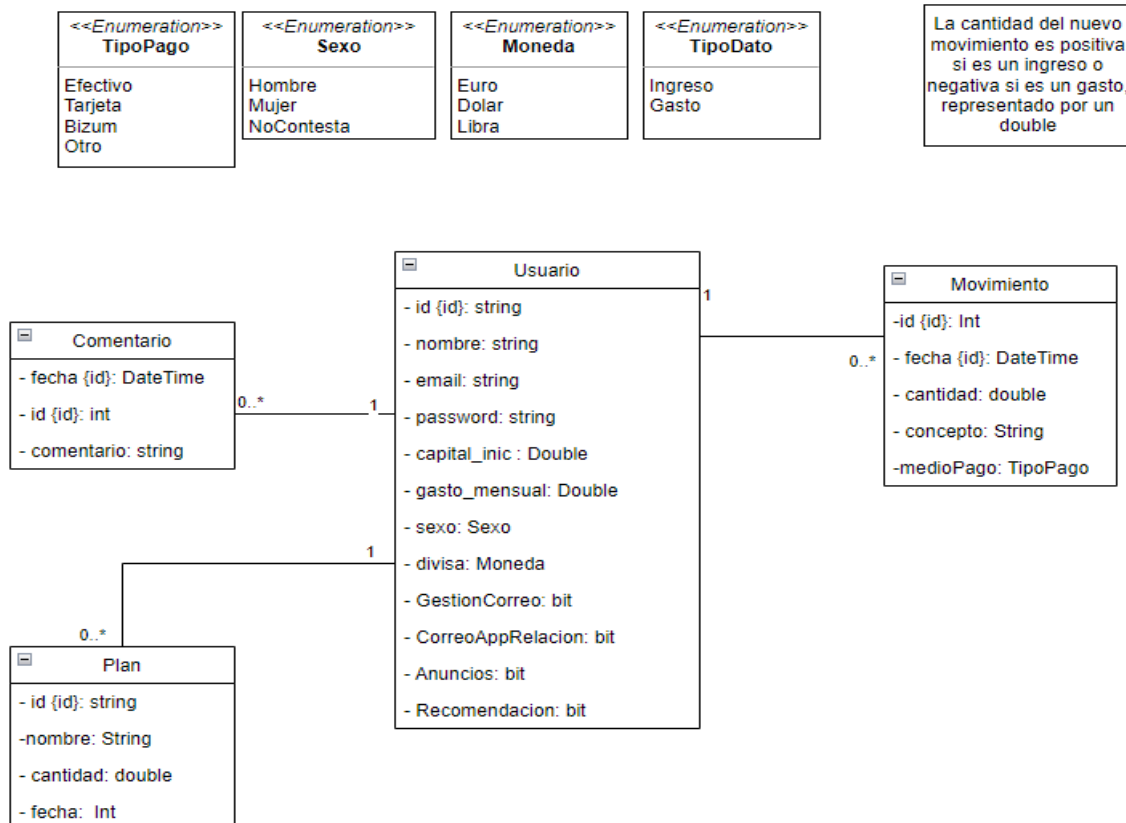 <<Enumeration>>
TipoPago
Efectivo
Tarjeta
Bizum
Otro
<<Enumeration>>
Sexo
Hombre
Mujer
NoContesta
<<Enumeration>>
Moneda
Euro
Dolar
Libra
<<Enumeration>>
TipoDato
Ingreso
Gasto
La cantidad del nuevo
movimiento es positiva
si es un ingreso o
negativa si es un gasto,
representado por un
double
Comentario
- fecha {id}: DateTime
- id {id}: int
- comentario: string
0..*
1
Usuario
- id {id}: string
- nombre: string
- email: string
- password: string
- capital_inic : Double
- gasto_mensual: Double
- sexo: Sexo
- divisa: Moneda
- GestionCorreo: bit
- CorreoAppRelacion: bit
- Anuncios: bit
- Recomendacion: bit
1
0..*
Movimiento
-id {id}: Int
- fecha {id}: DateTime
- cantidad: double
- concepto: String
-medioPago: TipoPago
1
0..*
Plan
- id {id}: string
-nombre: String
- cantidad: double
- fecha:  Int